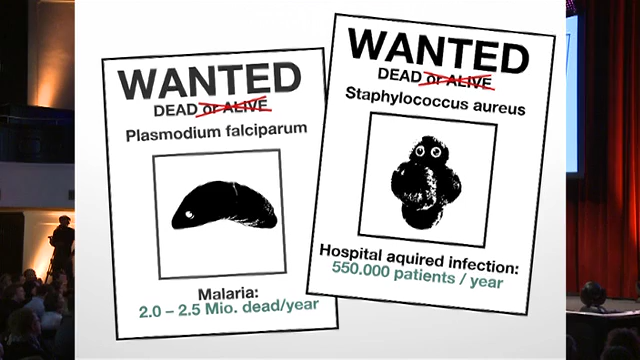 WANTED
DEAD or ALIVE
Plasmodium falciparum
Malaria:
2.0 – 2.5 Mio. dead/year
WANTED
DEAD or ALIVE
Staphylococcus aureus
Hospital aquired infection:
550.000 patients / year